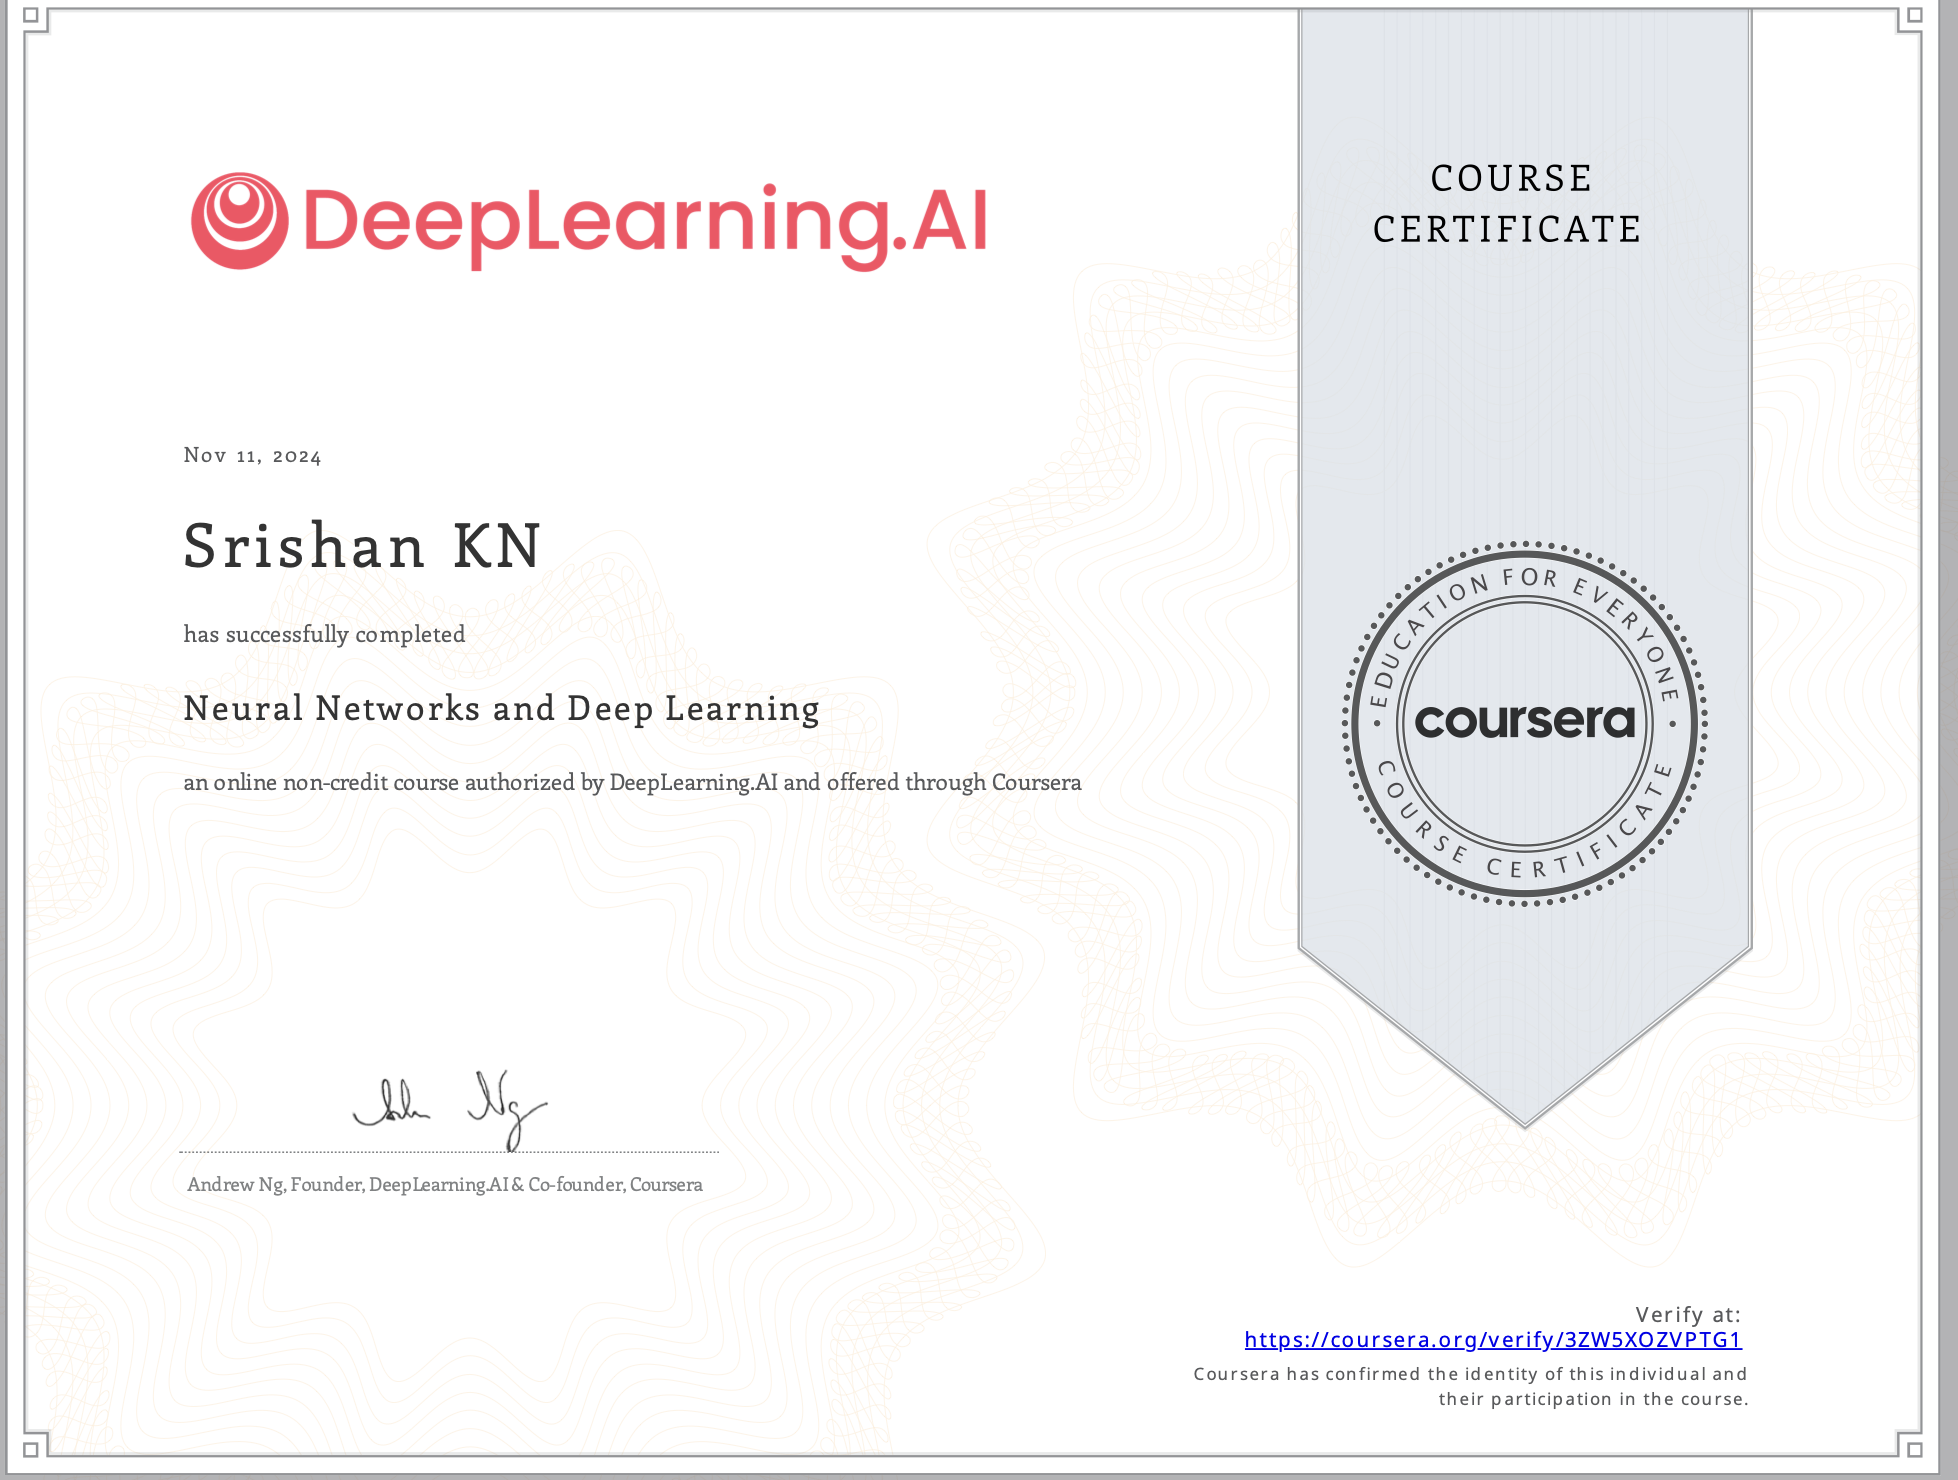 DeepLearning.AI
COURSE
CERTIFICATE
Nov 11, 2024
Srishan KN
has successfully completed
Neural Networks and Deep Learning
an online non-credit course authorized by DeepLearning.AI and offered through Coursera
EDUCATION FOR EVERYONE
coursera
COURSE CERTIFICATE
Andrew Ng, Founder, DeepLearning.AI & Co-founder, Coursera
Verify at:
https://coursera.org/verify/3ZW5XOZVPTG1
Coursera has confirmed the identity of this individual and
their participation in the course.